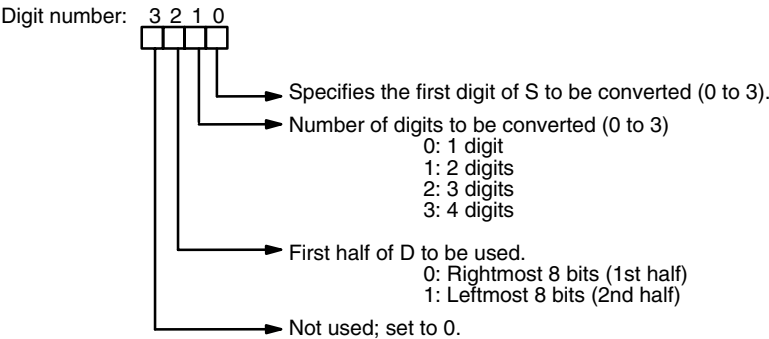 Digit number: 3 2 1 0
Specifies the first digit of S to be converted (0 to 3).
Number of digits to be converted (0 to 3)
0: 1 digit
1: 2 digits
2: 3 digits
3: 4 digits
First half of D to be used.
0: Rightmost 8 bits (1st half)
1: Leftmost 8 bits (2nd half)
Not used; set to 0.